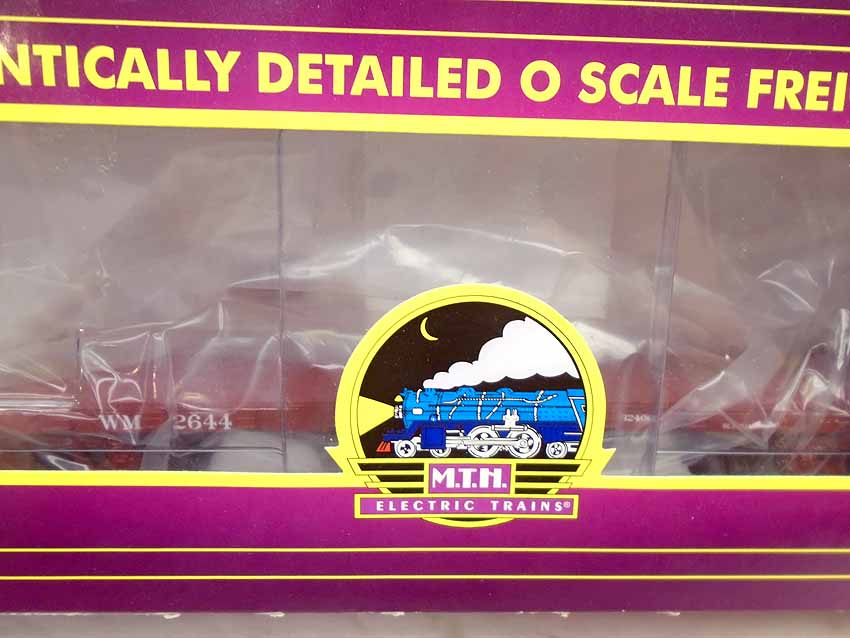 NTICALLY DETAILED O SCALE FREI
WM 2644
M.T.H.
ELECTRIC TRAINS®